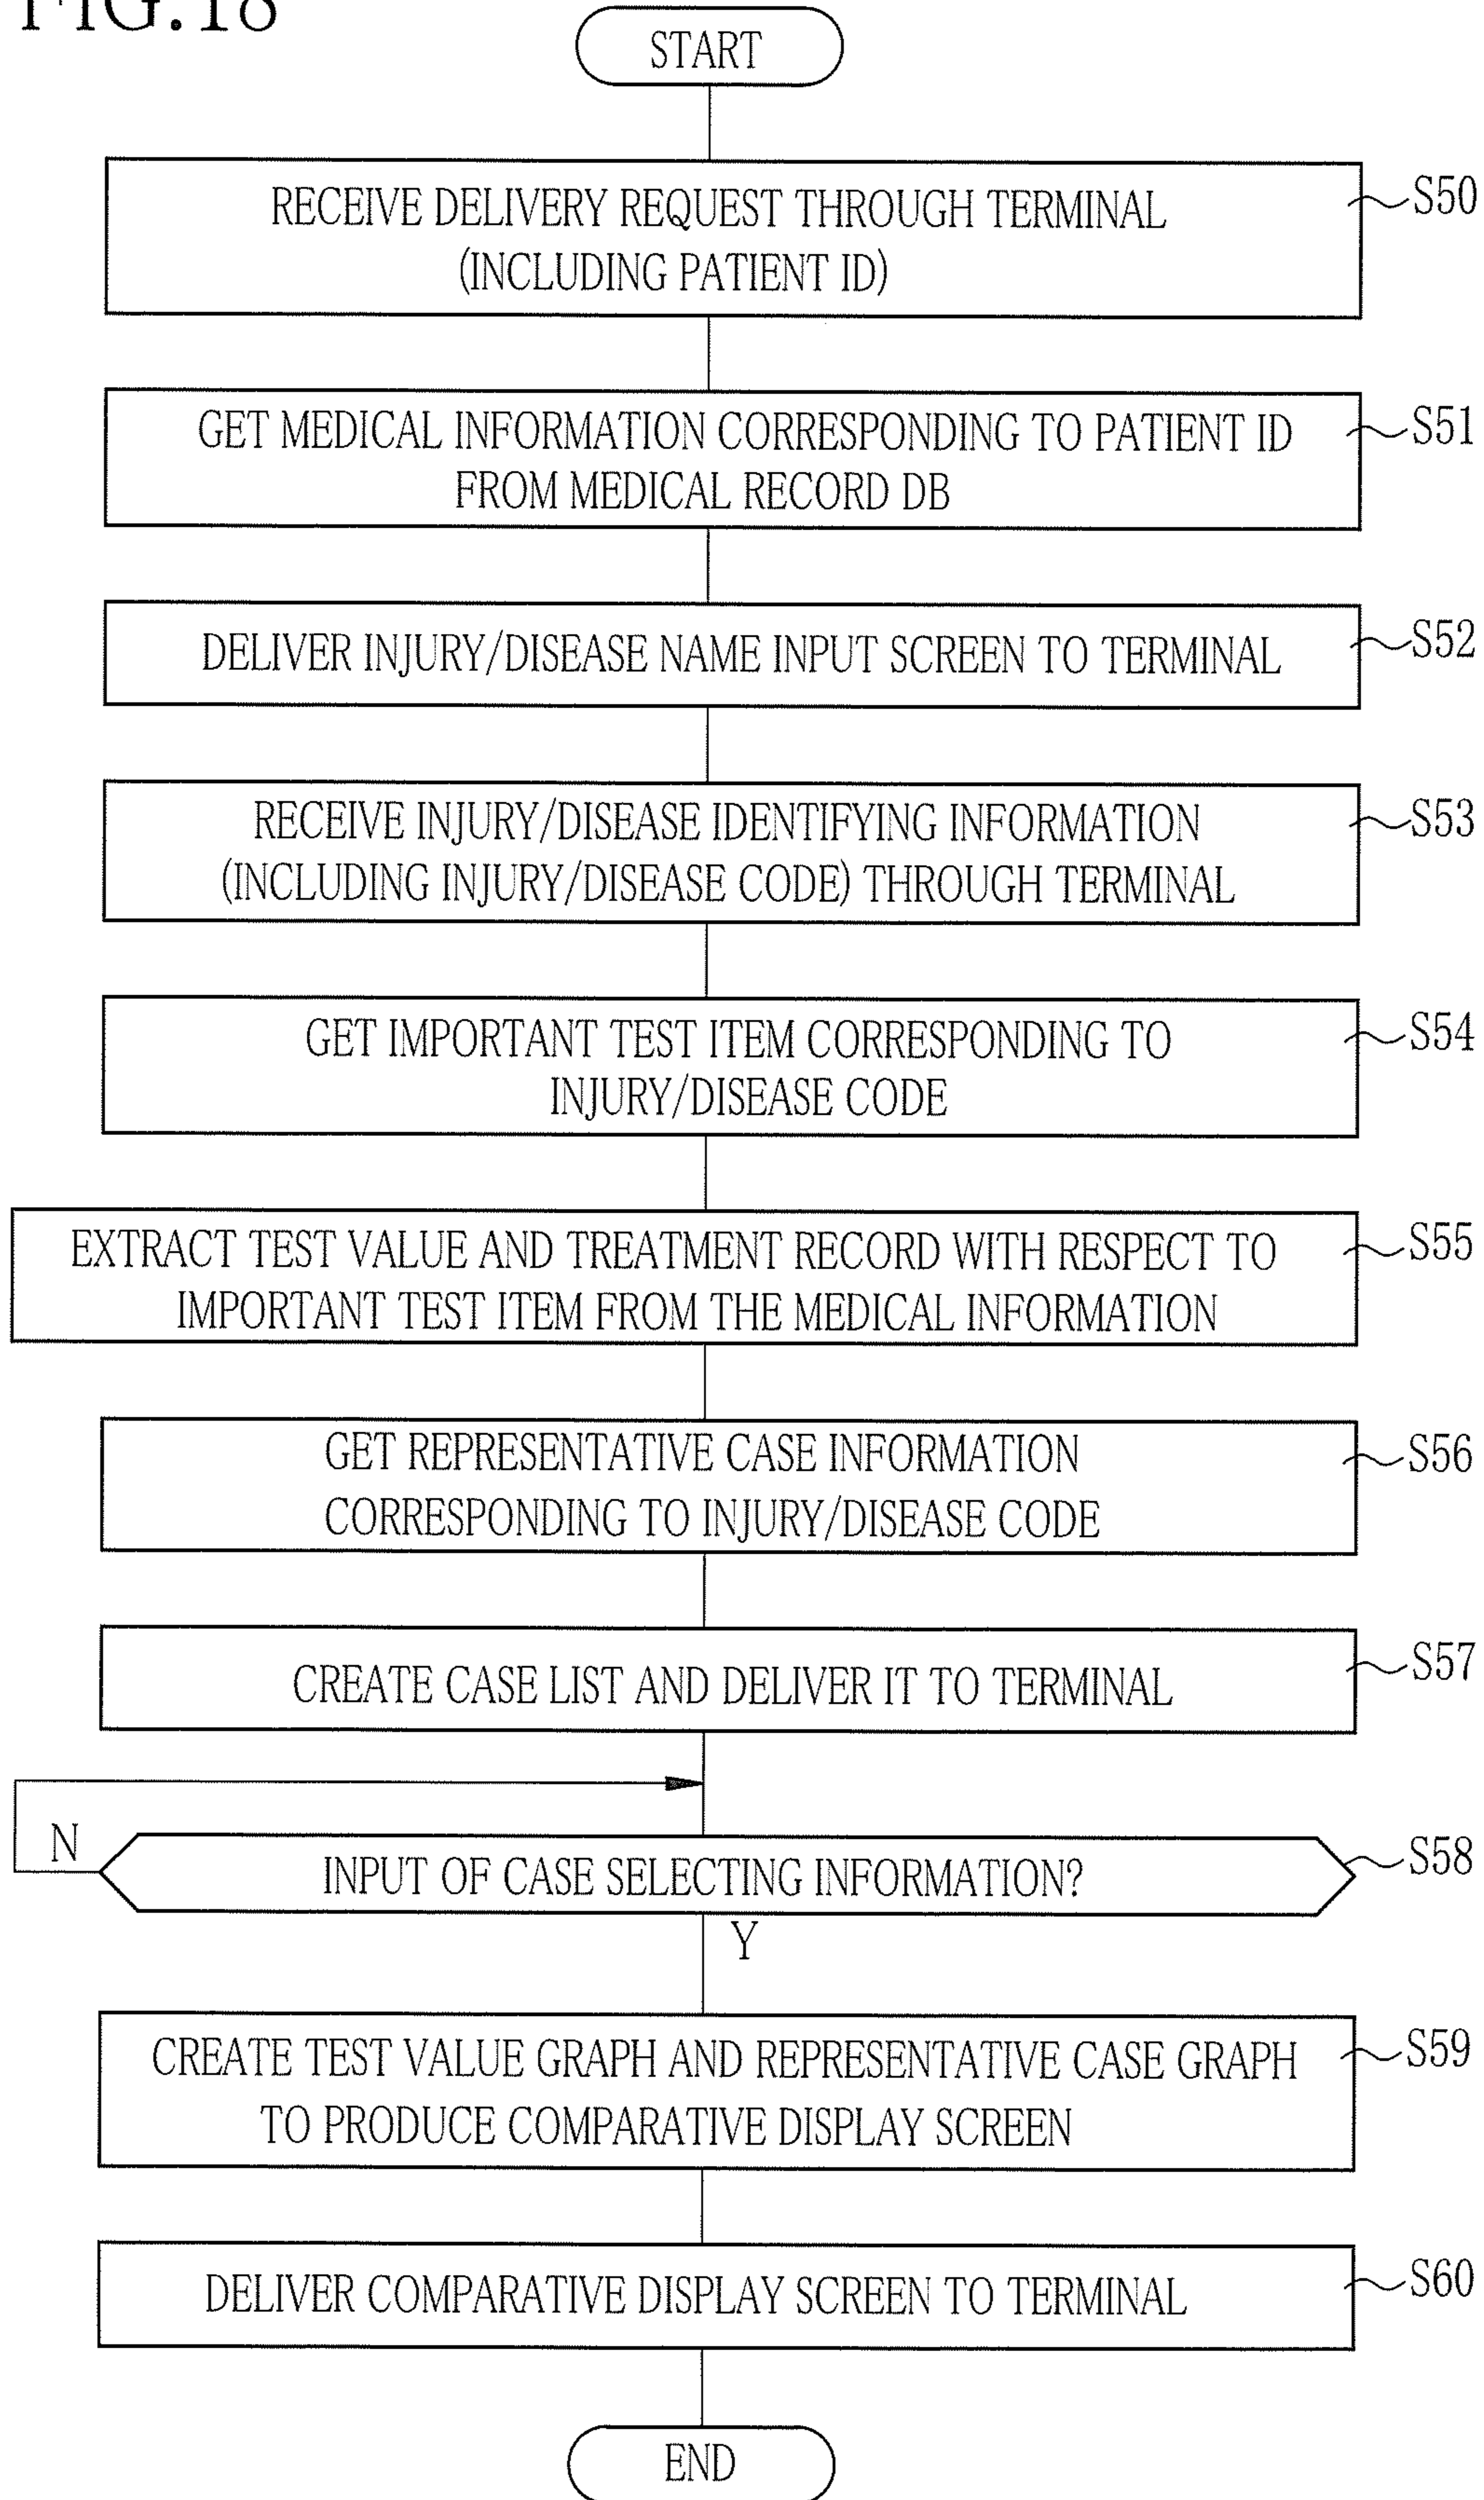 FIG.18
START
RECEIVE DELIVERY REQUEST THROUGH TERMINAL
(INCLUDING PATIENT ID)
S50
GET MEDICAL INFORMATION CORRESPONDING TO PATIENT ID
FROM MEDICAL RECORD DB
S51
DELIVER INJURY/DISEASE NAME INPUT SCREEN TO TERMINAL
S52
RECEIVE INJURY/DISEASE IDENTIFYING INFORMATION
(INCLUDING INJURY/DISEASE CODE) THROUGH TERMINAL
S53
GET IMPORTANT TEST ITEM CORRESPONDING TO
INJURY/DISEASE CODE
S54
EXTRACT TEST VALUE AND TREATMENT RECORD WITH RESPECT TO
IMPORTANT TEST ITEM FROM THE MEDICAL INFORMATION
S55
GET REPRESENTATIVE CASE INFORMATION
CORRESPONDING TO INJURY/DISEASE CODE
S56
CREATE CASE LIST AND DELIVER IT TO TERMINAL
S57
N
INPUT OF CASE SELECTING INFORMATION?
S58
Y
CREATE TEST VALUE GRAPH AND REPRESENTATIVE CASE GRAPH
TO PRODUCE COMPARATIVE DISPLAY SCREEN
S59
DELIVER COMPARATIVE DISPLAY SCREEN TO TERMINAL
S60
END